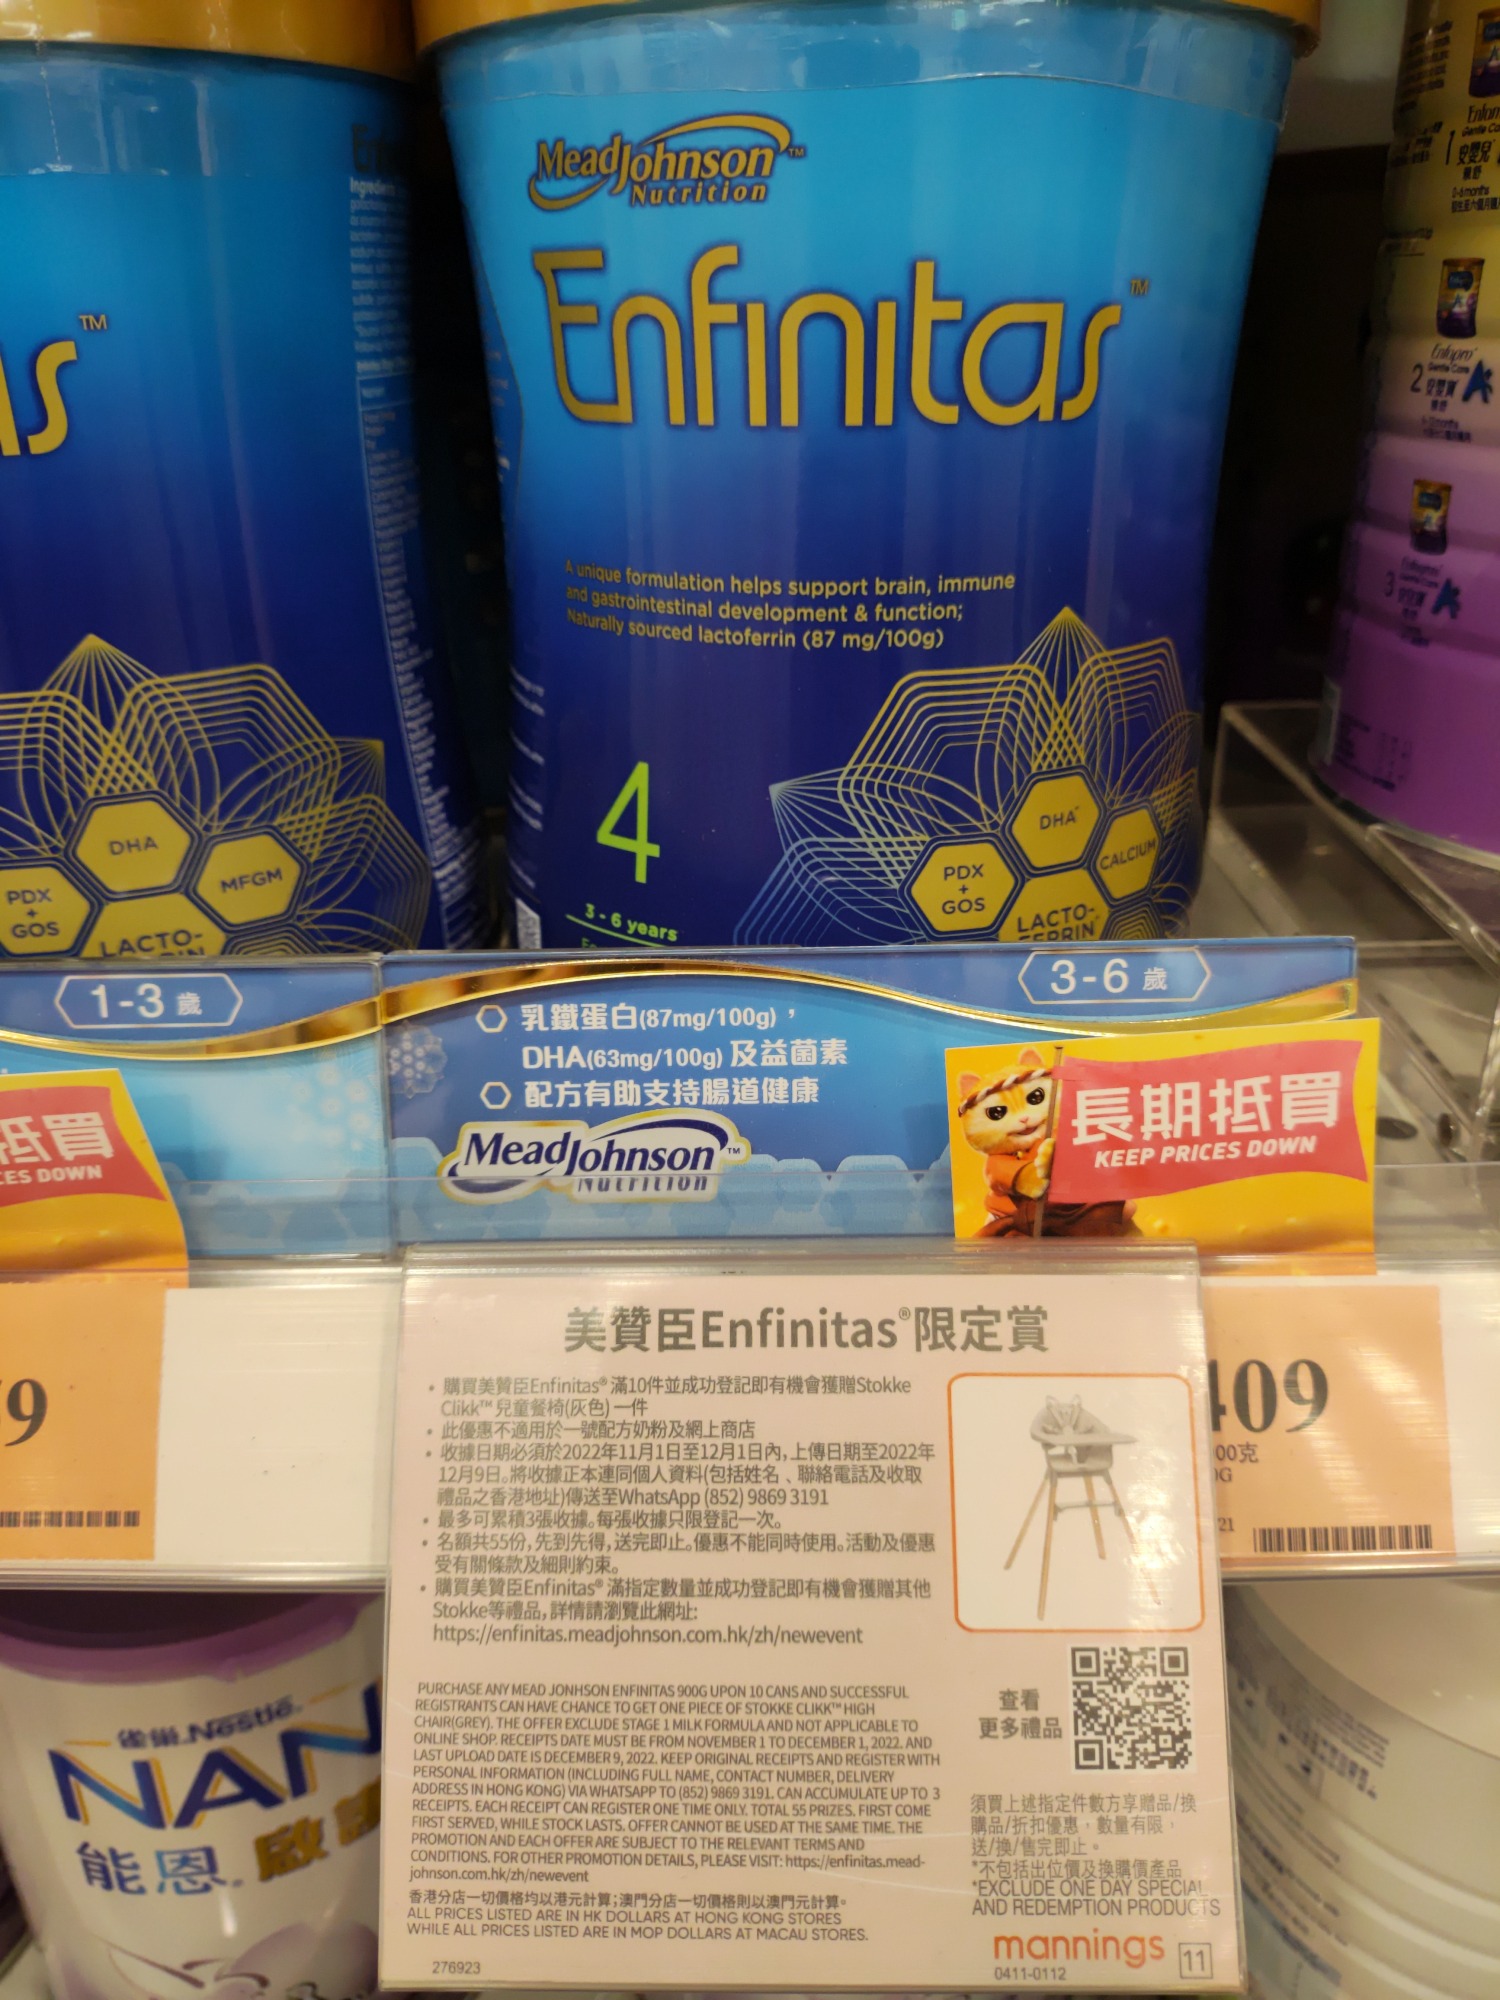 MeadJohnson™
Nutrition
Enfinitas™
A unique formulation helps support brain, immune
and gastrointestinal development & function;
Naturally sourced lactoferrin (87 mg/100g)
4
3 - 6 years
DHA
PDX
+
GOS
CALCIUM
LACTO-
FERRIN
TM
DHA
MFGM
PDX
+
GOS
LACTO-
1-3 歲
3-6 歲
乳鐵蛋白(87mg/100g)，
DHA(63mg/100g) 及益菌素
配方有助支持腸道健康
MeadJohnson™
Nutrition
長期抵買
KEEP PRICES DOWN
抵買
CES DOWN
美贊臣Enfinitas®限定賞
• 購買美贊臣Enfinitas® 滿10件並成功登記即有機會獲贈Stokke
Clikk™ 兒童餐椅(灰色) 一件
• 此優惠不適用於一號配方奶粉及網上商店
• 收據日期必須於2022年11月1日至12月1日內，上傳日期至2022年
12月9日。將收據正本連同個人資料(包括姓名、聯絡電話及收取
禮品之香港地址)傳送至WhatsApp (852) 9869 3191
• 最多可累積3張收據。每張收據只限登記一次。
• 名額共55份，先到先得，送完即止。優惠不能同時使用。活動及優惠
受有關條款及細則約束。
• 購買美贊臣Enfinitas® 滿指定數量並成功登記即有機會獲贈其他
Stokke等禮品，詳情請瀏覽此網址:
https://enfinitas.meadjohnson.com.hk/zh/newevent
PURCHASE ANY MEAD JONHSON ENFINITAS 900G UPON 10 CANS AND SUCCESSFUL
REGISTRANTS CAN HAVE CHANCE TO GET ONE PIECE OF STOKKE CLIKK™ HIGH
CHAIR(GREY). THE OFFER EXCLUDE STAGE 1 MILK FORMULA AND NOT APPLICABLE TO
ONLINE SHOP. RECEIPTS DATE MUST BE FROM NOVEMBER 1 TO DECEMBER 1, 2022. AND
LAST UPLOAD DATE IS DECEMBER 9, 2022. KEEP ORIGINAL RECEIPTS AND REGISTER WITH
PERSONAL INFORMATION (INCLUDING FULL NAME, CONTACT NUMBER, DELIVERY
ADDRESS IN HONG KONG) VIA WHATSAPP TO (852) 9869 3191. CAN ACCUMULATE UP TO 3
RECEIPTS. EACH RECEIPT CAN REGISTER ONE TIME ONLY. TOTAL 55 PRIZES. FIRST COME
FIRST SERVED, WHILE STOCK LASTS. OFFER CANNOT BE USED AT THE SAME TIME. THE
PROMOTION AND EACH OFFER ARE SUBJECT TO THE RELEVANT TERMS AND
CONDITIONS. FOR OTHER PROMOTION DETAILS, PLEASE VISIT: https://enfinitas.mead-
johnson.com.hk/zh/newevent
香港分店一切價格均以港元計算；澳門分店一切價格則以澳門元計算。
ALL PRICES LISTED ARE IN HK DOLLARS AT HONG KONG STORES
WHILE ALL PRICES LISTED ARE IN MOP DOLLARS AT MACAU STORES.
276923
查看
更多禮品
須買上述指定件數方享贈品/換
購品/折扣優惠，數量有限，
送/換/售完即止。
*不包括出位價及換購價產品
*EXCLUDE ONE DAY SPECIAL
AND REDEMPTION PRODUCTS
mannings
0411-0112
11
409
00克
21
9
雀巢 Nestlé
NAN
能恩